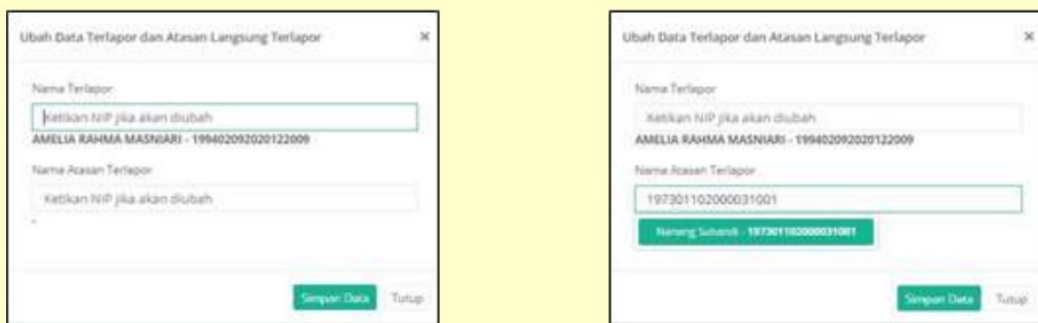 Ubah Data Terlapor dan Atasan Langsung Terlapor ×
Nama Terlapor
Ketikan NIP jika akan diubah
AMELIA RAHMA MASNIARI - 199402092020122009
Nama Atasan Terlapor
Ketikan NIP jika akan diubah
-
Simpan Data Tutup
Ubah Data Terlapor dan Atasan Langsung Terlapor ×
Nama Terlapor
Ketikan NIP jika akan diubah
AMELIA RAHMA MASNIARI - 199402092020122009
Nama Atasan Terlapor
197301102000031001
Nanang - 197301102000031001
Simpan Data Tutup